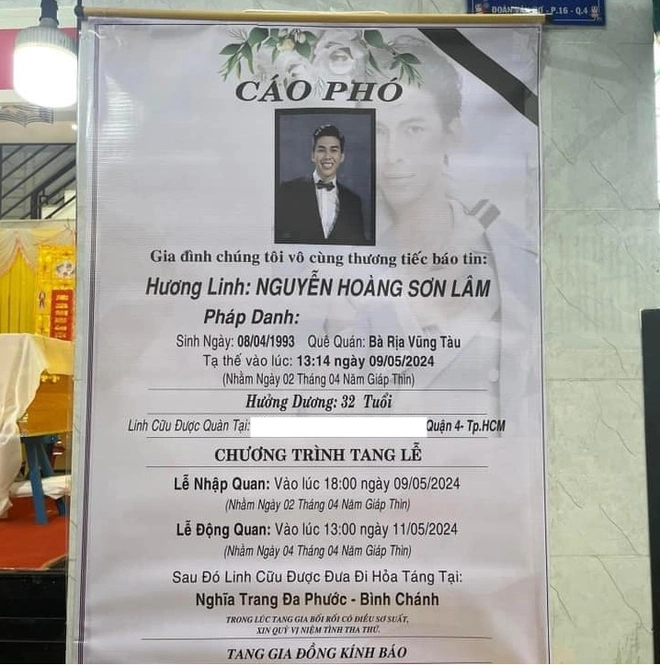 ĐOÀN VĂN BƠ - P.16 - Q.4
CÁO PHÓ
Gia đình chúng tôi vô cùng thương tiếc báo tin:
Hương Linh: NGUYỄN HOÀNG SƠN LÂM
Pháp Danh:
Sinh Ngày: 08/04/1993 Quê Quán: Bà Rịa Vũng Tàu
Tạ thế vào lúc: 13:14 ngày 09/05/2024
(Nhằm Ngày 02 Tháng 04 Năm Giáp Thìn)
Hưởng Dương: 32 Tuổi
Linh Cữu Được Quàn Tại: Quận 4- Tp.HCM
CHƯƠNG TRÌNH TANG LỄ
Lễ Nhập Quan: Vào lúc 18:00 ngày 09/05/2024
(Nhằm Ngày 02 Tháng 04 Năm Giáp Thìn)
Lễ Động Quan: Vào lúc 13:00 ngày 11/05/2024
(Nhằm Ngày 04 Tháng 04 Năm Giáp Thìn)
Sau Đó Linh Cữu Được Đưa Đi Hỏa Táng Tại:
Nghĩa Trang Đa Phước - Bình Chánh
TRONG LÚC TANG GIA BỐI RỐI CÓ ĐIỀU SƠ SUẤT,
XIN QUÝ VỊ NIỆM TÌNH THA THỨ.
TANG GIA ĐỒNG KÍNH BÁO